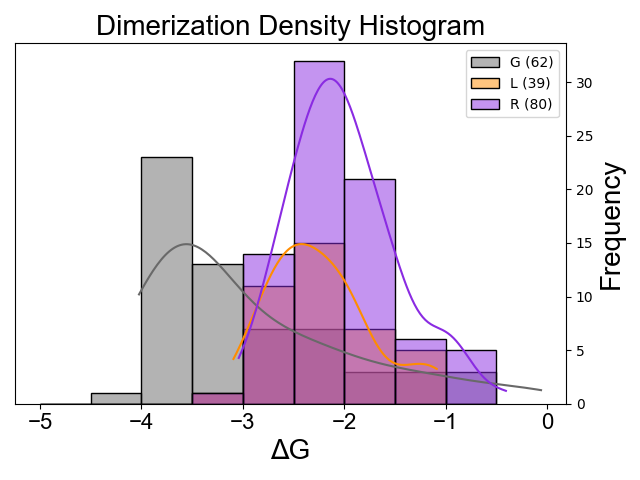 Dimerization Density Histogram
G (62)
L (39)
R (80)
30
25
20
15
10
5
0
Frequency
−5 −4 −3 −2 −1 0
ΔG